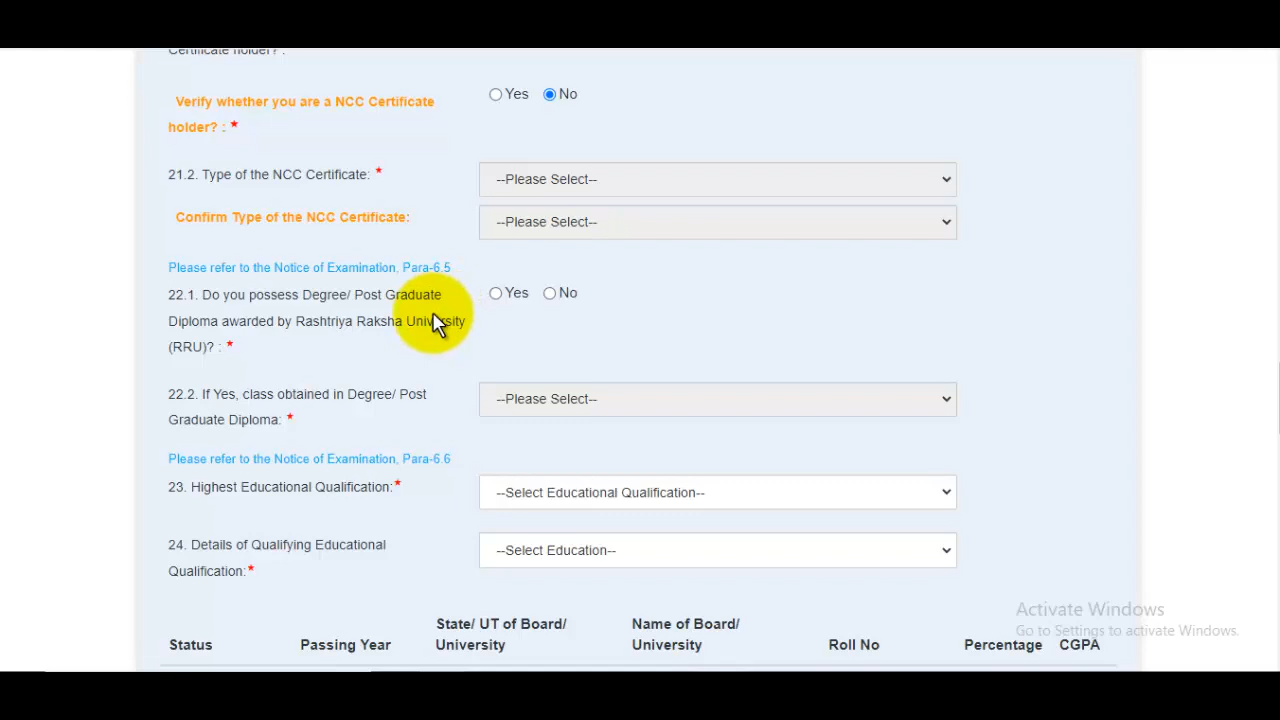 Certificate holder? :
Verify whether you are a NCC Certificate
holder? : *
Yes No
21.2. Type of the NCC Certificate: *
--Please Select--
Confirm Type of the NCC Certificate:
--Please Select--
Please refer to the Notice of Examination, Para-6.5
22.1. Do you possess Degree/ Post Graduate
Diploma awarded by Rashtriya Raksha University
(RRU)? : *
Yes No
22.2. If Yes, class obtained in Degree/ Post
Graduate Diploma: *
--Please Select--
Please refer to the Notice of Examination, Para-6.6
23. Highest Educational Qualification:*
--Select Educational Qualification--
24. Details of Qualifying Educational
Qualification:*
--Select Education--
Status
Passing Year
State/ UT of Board/
University
Name of Board/
University
Roll No
Percentage
CGPA
Activate Windows
Go to Settings to activate Windows.